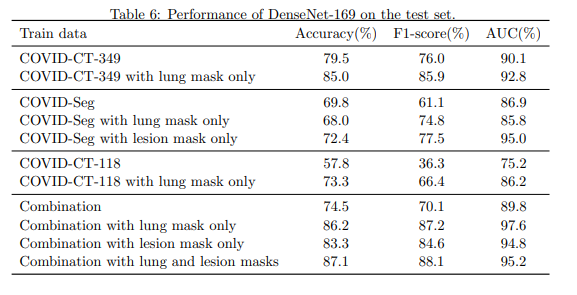 Table 6: Performance of DenseNet-169 on the test set.
Train data Accuracy(%) F1-score(%) AUC(%)
COVID-CT-349 79.5 76.0 90.1
COVID-CT-349 with lung mask only 85.0 85.9 92.8
COVID-Seg 69.8 61.1 86.9
COVID-Seg with lung mask only 68.0 74.8 85.8
COVID-Seg with lesion mask only 72.4 77.5 95.0
COVID-CT-118 57.8 36.3 75.2
COVID-CT-118 with lung mask only 73.3 66.4 86.2
Combination 74.5 70.1 89.8
Combination with lung mask only 86.2 87.2 97.6
Combination with lesion mask only 83.3 84.6 94.8
Combination with lung and lesion masks 87.1 88.1 95.2